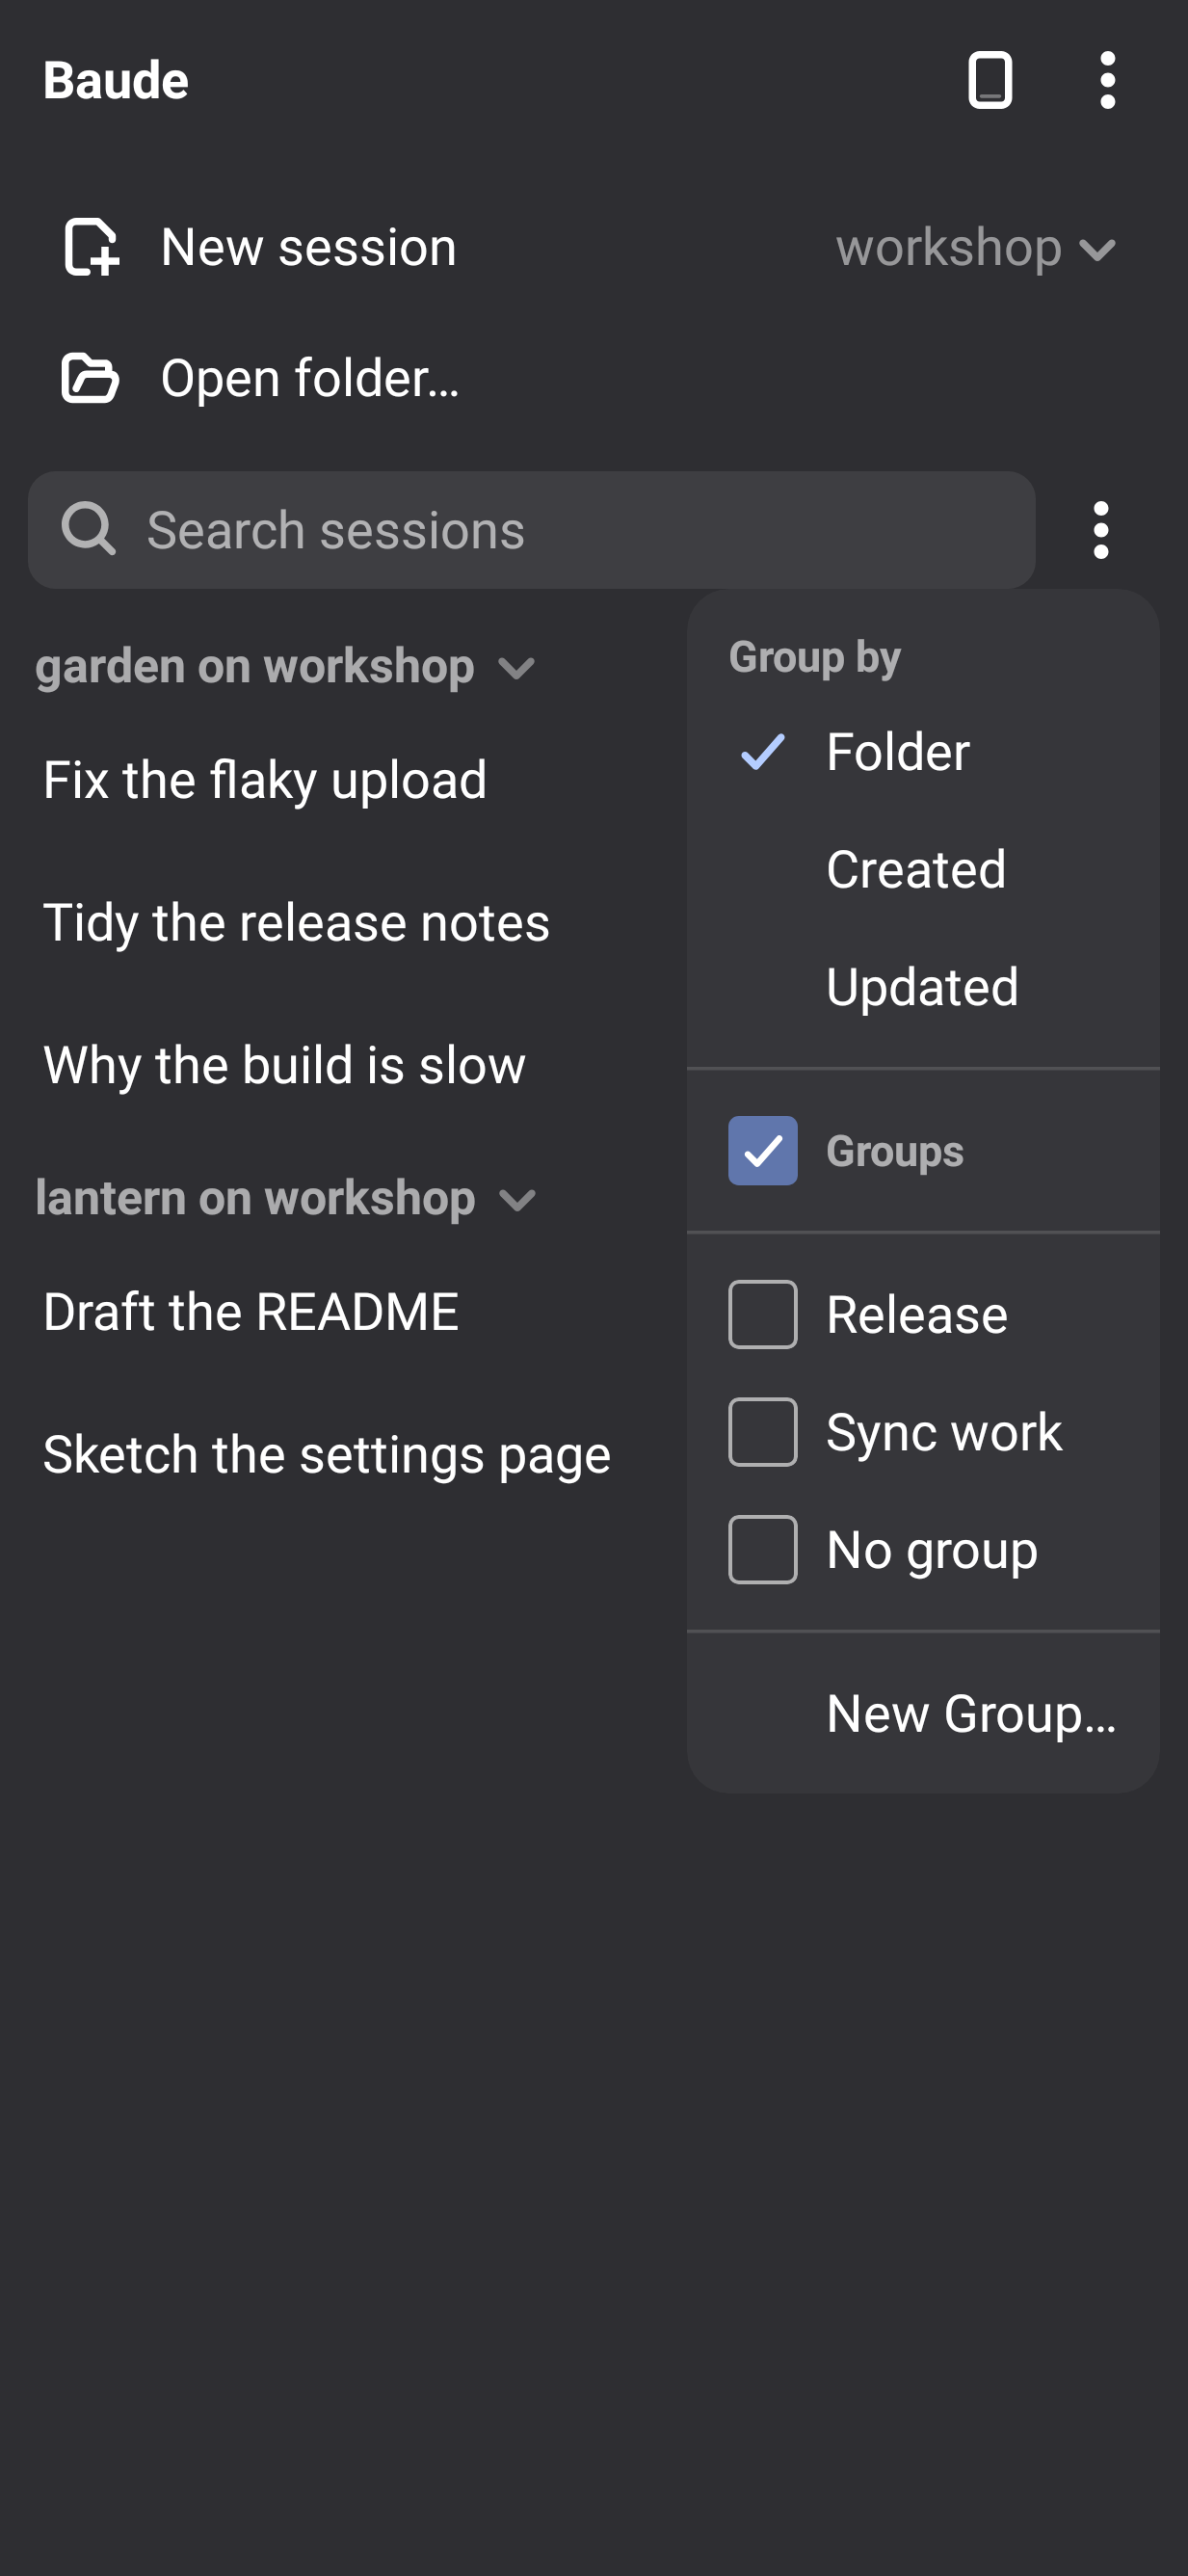 Baude
New session
workshop
Open folder...
Search sessions
garden on workshop
Fix the flaky upload
Tidy the release notes
Why the build is slow
lantern on workshop
Draft the README
Sketch the settings page
Group by
Folder
Created
Updated
Groups
Release
Sync work
No group
New Group...